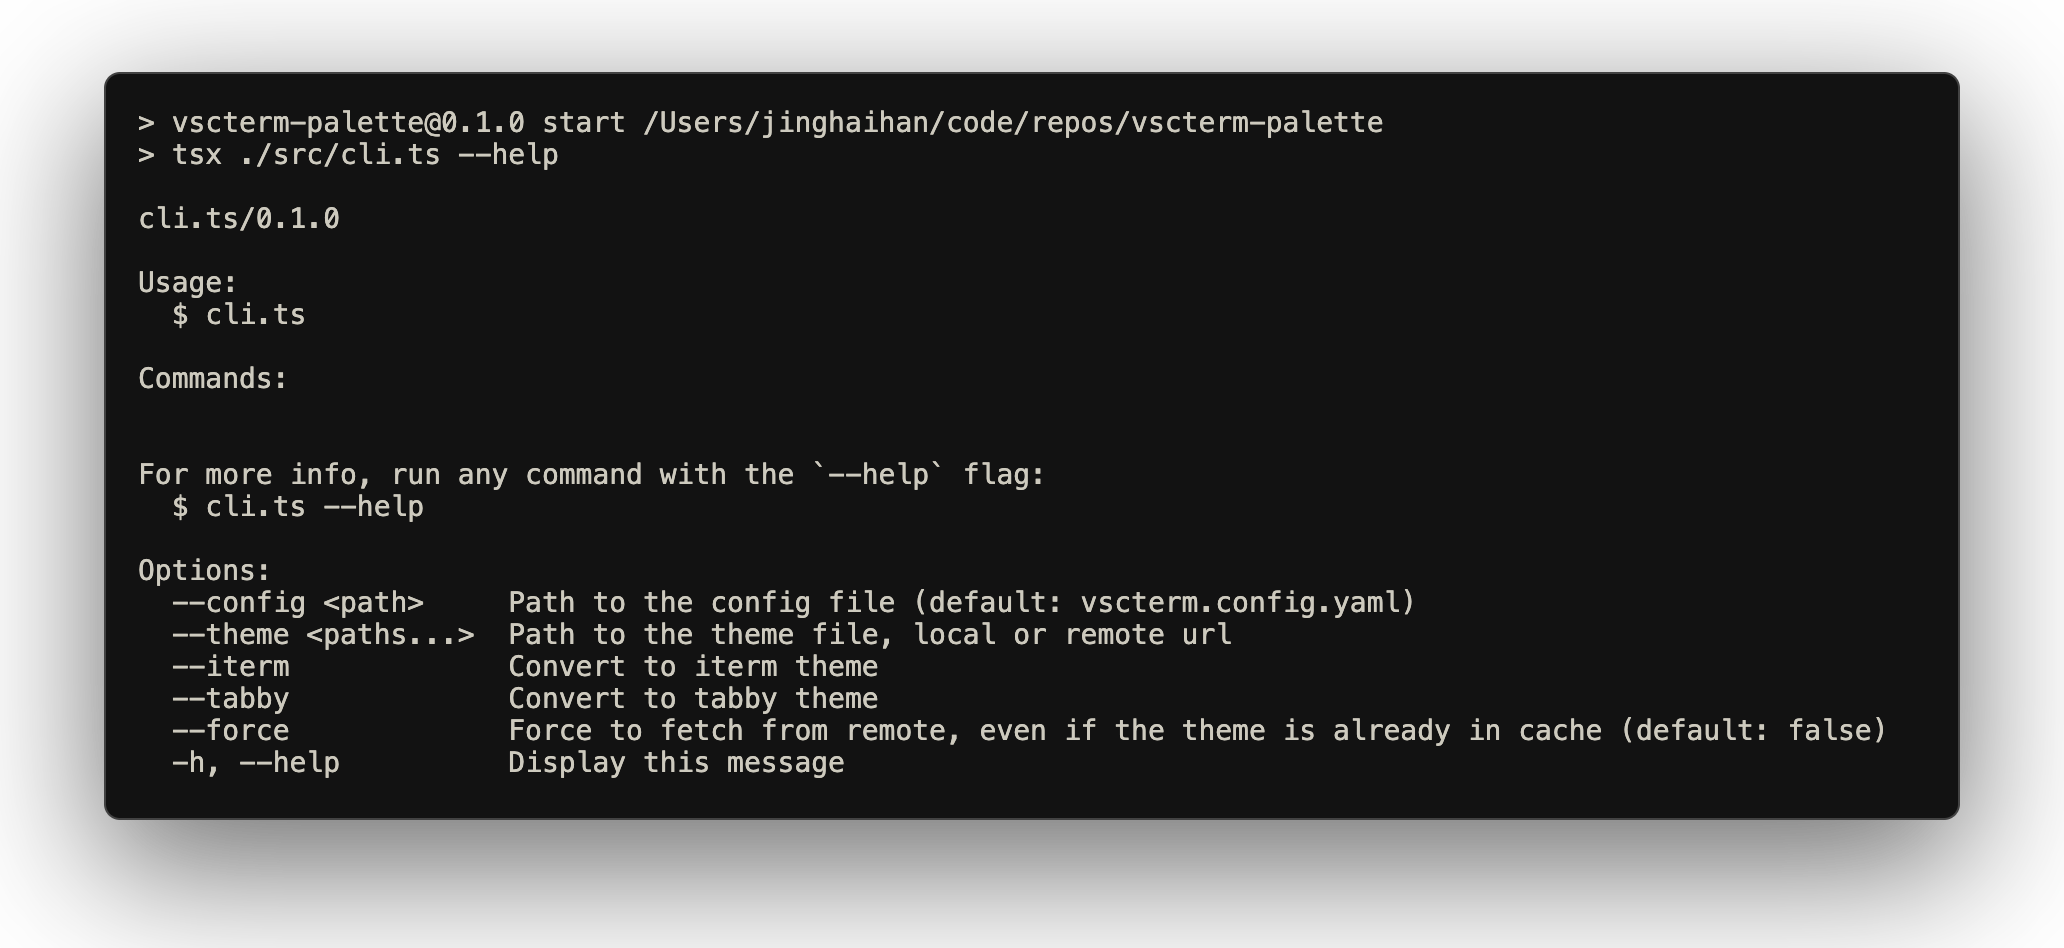 > vscterm-palette@0.1.0 start /Users/jinghaihan/code/repos/vscterm-palette
> tsx ./src/cli.ts --help

cli.ts/0.1.0

Usage:
  $ cli.ts

Commands:


For more info, run any command with the `--help` flag:
  $ cli.ts --help

Options:
  --config <path>     Path to the config file (default: vscterm.config.yaml)
  --theme <paths...>  Path to the theme file, local or remote url
  --iterm             Convert to iterm theme
  --tabby             Convert to tabby theme
  --force             Force to fetch from remote, even if the theme is already in cache (default: false)
  -h, --help          Display this message